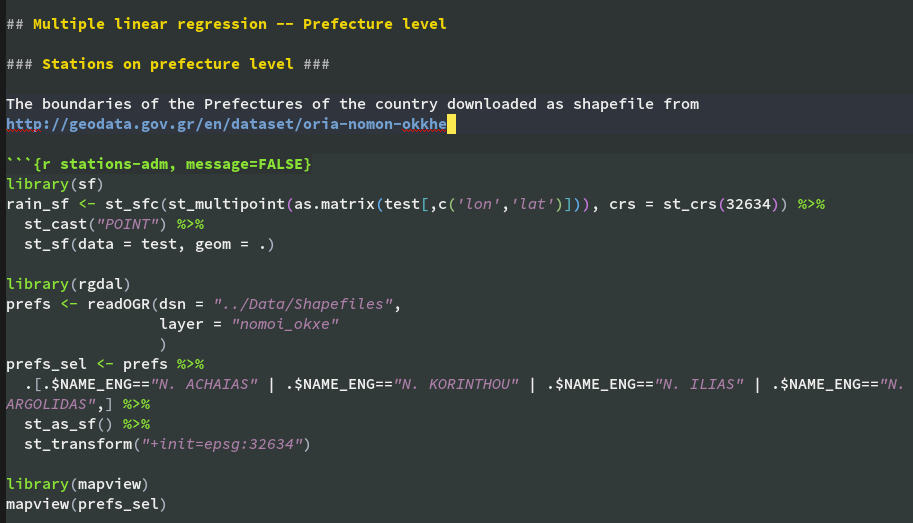 ## Multiple linear regression -- Prefecture level
### Stations on prefecture level ###
The boundaries of the Prefectures of the country downloaded as shapefile from
http://geodata.gov.gr/en/dataset/oria-nomon-okkhe
```{r stations-adm, message=FALSE}
library(sf)
rain_sf <- st_sfc(st_multipoint(as.matrix(test[,c('lon','lat')])), crs = st_crs(32634)) %>%
  st_cast("POINT") %>%
  st_sf(data = test, geom = .)
library(rgdal)
prefs <- readOGR(dsn = "../Data/Shapefiles",
                 layer = "nomoi_okxe"
                 )
prefs_sel <- prefs %>%
  .[.$NAME_ENG=="N. ACHAIAS" | .$NAME_ENG=="N. KORINTHOU" | .$NAME_ENG=="N. ILIAS" | .$NAME_ENG=="N.
ARGOLIDAS",] %>%
  st_as_sf() %>%
  st_transform("+init=epsg:32634")
library(mapview)
mapview(prefs_sel)